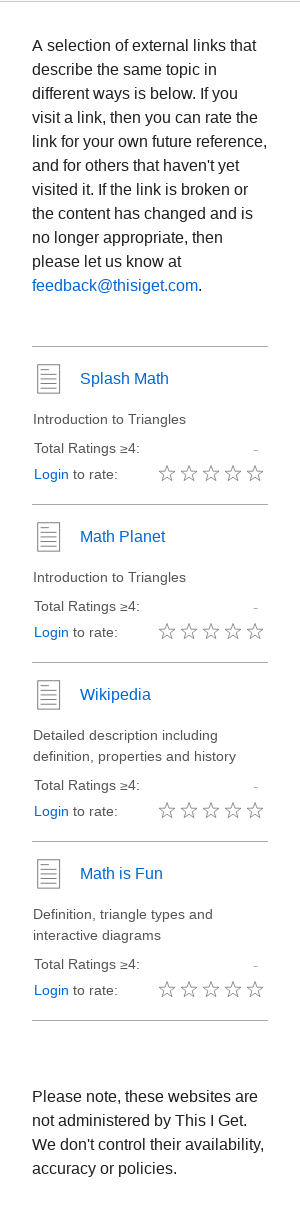 A selection of external links that
describe the same topic in
different ways is below. If you
visit a link, then you can rate the
link for your own future reference,
and for others that haven't yet
visited it. If the link is broken or
the content has changed and is
no longer appropriate, then
please let us know at
feedback@thisiget.com.
Splash Math
Introduction to Triangles
Total Ratings ≥4: -
Login to rate:
Math Planet
Introduction to Triangles
Total Ratings ≥4: -
Login to rate:
Wikipedia
Detailed description including
definition, properties and history
Total Ratings ≥4: -
Login to rate:
Math is Fun
Definition, triangle types and
interactive diagrams
Total Ratings ≥4: -
Login to rate:
Please note, these websites are
not administered by This I Get.
We don't control their availability,
accuracy or policies.